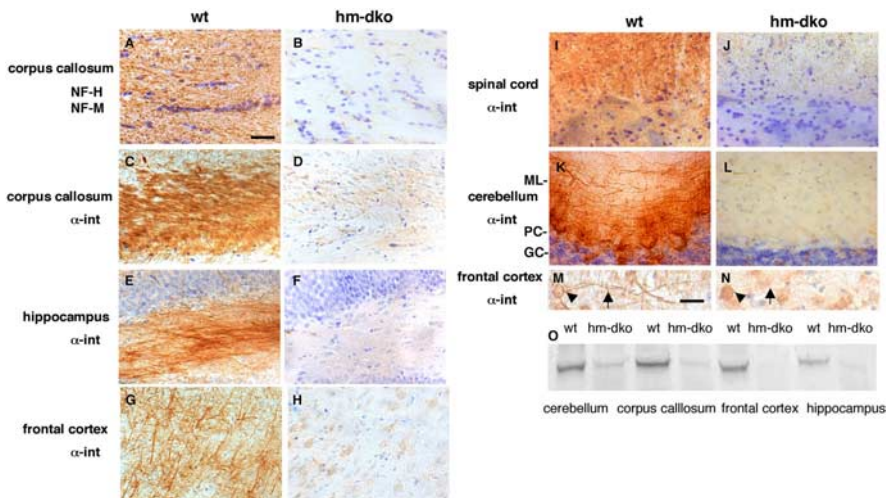 wt
hm-dko
A
B
corpus callosum
NF-H
NF-M
C
D
corpus callosum
α-int
E
F
hippocampus
α-int
G
H
frontal cortex
α-int
wt
hm-dko
I
J
spinal cord
α-int
K
L
ML-
cerebellum
α-int
PC-
GC-
frontal cortex
M
N
α-int
wt hm-dko wt hm-dko wt hm-dko wt hm-dko
O
cerebellum corpus calllosum frontal cortex hippocampus